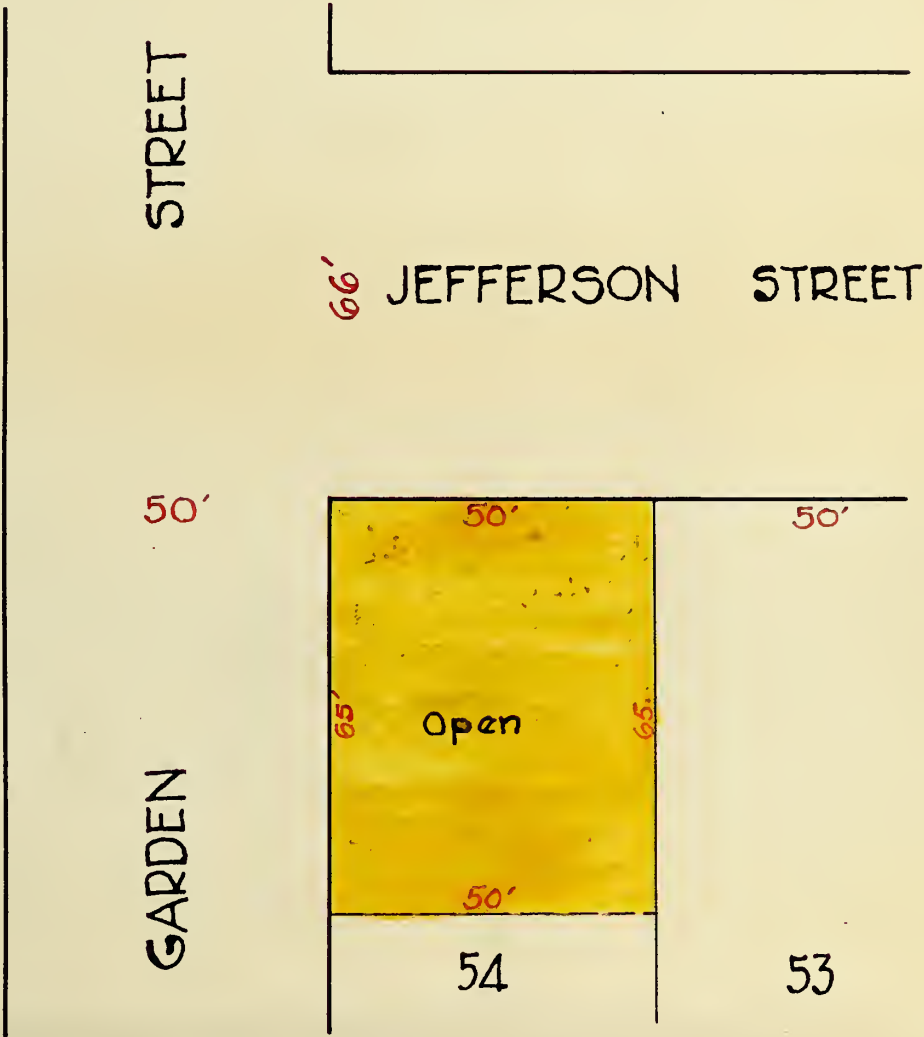 STREET
66'
JEFFERSON STREET
50'
50'
50'
65'
Open
65.
50'
GARDEN
54
53